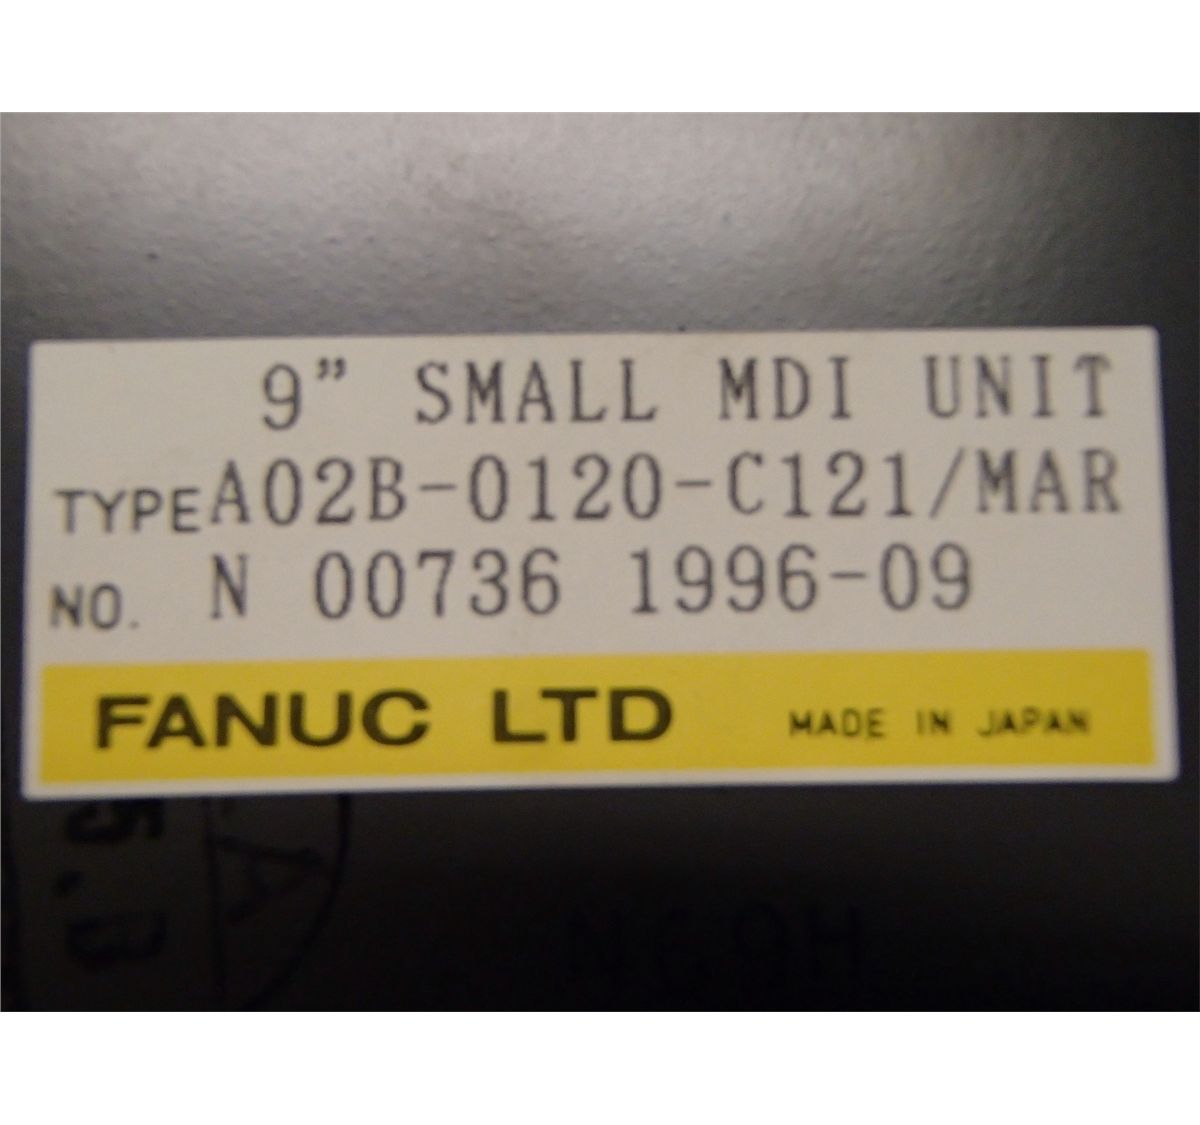 9” SMALL MDI UNIT
TYPE A02B-0120-C121/MAR
NO. N 00736 1996-09
FANUC LTD MADE IN JAPAN